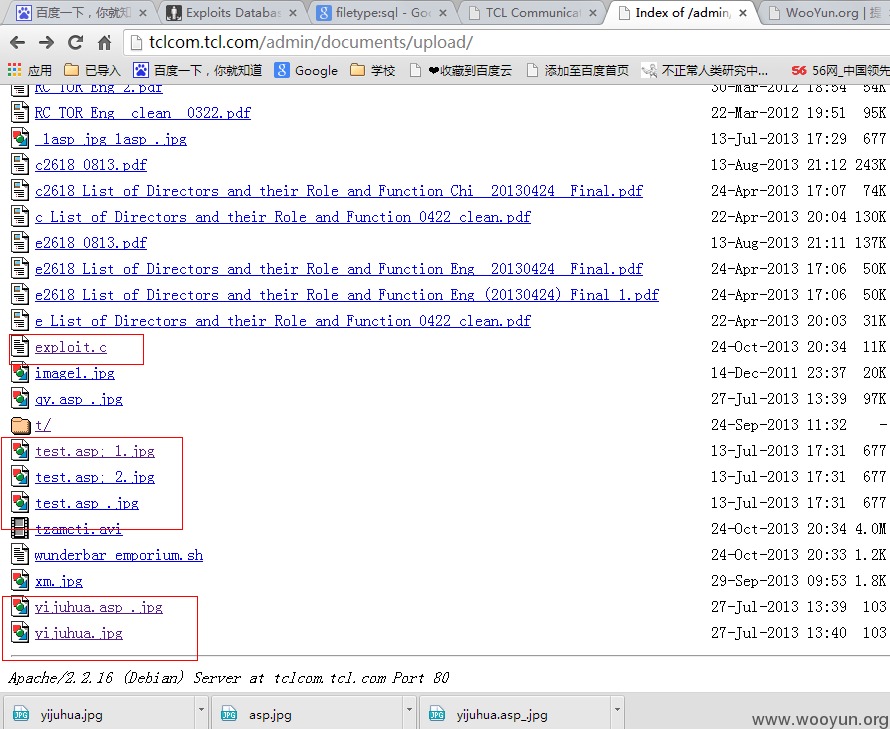 百度一下，你就知
Exploits Databas
filetype:sql - Go
TCL Communicat
Index of /admin/
WooYun.org | 提
tclcom.tcl.com/admin/documents/upload/
应用 已导入 百度一下，你就知道 Google 学校 ❤收藏到百度云 添加至百度首页 不正常人类研究中... 56 56网_中国领先
RC TOR Eng 2.pdf 30-Mar-2012 18:54 54K
RC TOR Eng clean 0322.pdf 22-Mar-2012 19:51 95K
_1asp jpg 1asp .jpg 13-Jul-2013 17:29 677
c2618 0813.pdf 13-Aug-2013 21:12 243K
c2618 List of Directors and their Role and Function Chi 20130424 Final.pdf 24-Apr-2013 17:07 74K
c List of Directors and their Role and Function 0422 clean.pdf 22-Apr-2013 20:04 130K
e2618 0813.pdf 13-Aug-2013 21:11 137K
e2618 List of Directors and their Role and Function Eng 20130424 Final.pdf 24-Apr-2013 17:06 50K
e2618 List of Directors and their Role and Function Eng (20130424) Final 1.pdf 24-Apr-2013 17:06 50K
e List of Directors and their Role and Function 0422 clean.pdf 22-Apr-2013 20:03 31K
exploit.c 24-Oct-2013 20:34 11K
image1.jpg 14-Dec-2011 23:37 20K
qy.asp .jpg 27-Jul-2013 13:39 97K
t/ 24-Sep-2013 11:32 -
test.asp; 1.jpg 13-Jul-2013 17:31 677
test.asp; 2.jpg 13-Jul-2013 17:31 677
test.asp .jpg 13-Jul-2013 17:31 677
tzameti.avi 24-Oct-2013 20:34 4.0M
wunderbar emporium.sh 24-Oct-2013 20:33 1.2K
xm.jpg 29-Sep-2013 09:53 1.8K
yijuhua.asp .jpg 27-Jul-2013 13:39 103
yijuhua.jpg 27-Jul-2013 13:40 103
Apache/2.2.16 (Debian) Server at tclcom.tcl.com Port 80
yijuhua.jpg
asp.jpg
yijuhua.asp_.jpg
www.wooyun.org